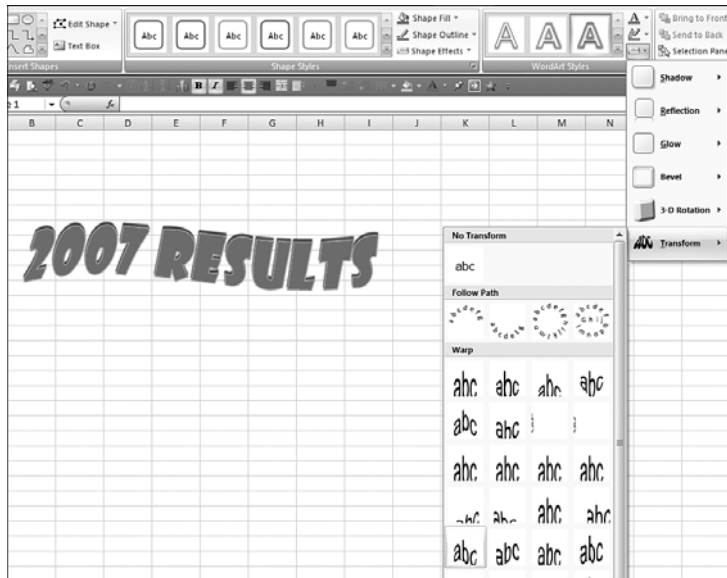 Edit Shape
Text Box
Insert Shapes
Abc Abc Abc Abc Abc Abc
Shape Fill
Shape Outline
Shape Effects
Shape Styles
A A A A
WordArt Styles
Bring to Front
Send to Back
Selection Pane
B I A
e 1 fx
B C D E F G H I J K L M N
2007 RESULTS
Shadow
Reflection
Glow
Bevel
3-D Rotation
Transform
No Transform
abc
Follow Path
Warp
abc abc abc abc
abc abc
abc abc abc abc
abc abc abc abc
abc abc abc abc